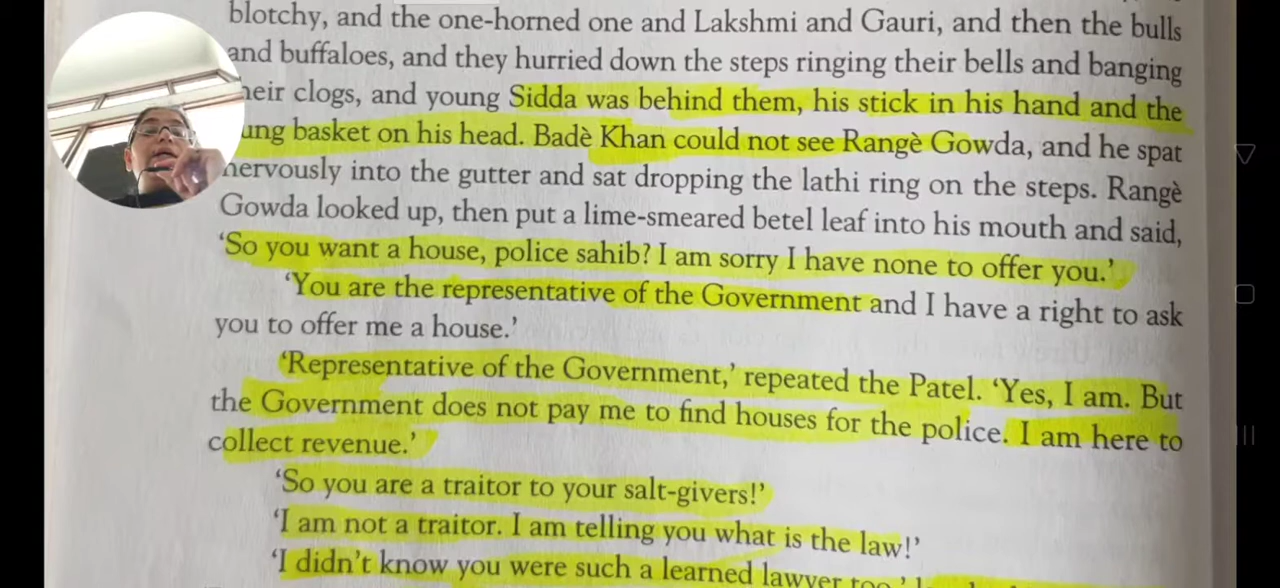 blotchy, and the one-horned one and Lakshmi and Gauri, and then the bulls
and buffaloes, and they hurried down the steps ringing their bells and banging
heir clogs, and young Sidda was behind them, his stick in his hand and the
ung basket on his head. Badè Khan could not see Rangè Gowda, and he spat
nervously into the gutter and sat dropping the lathi ring on the steps. Rangè
Gowda looked up, then put a lime-smeared betel leaf into his mouth and said,
‘So you want a house, police sahib? I am sorry I have none to offer you.’
‘You are the representative of the Government and I have a right to ask
you to offer me a house.’
‘Representative of the Government,’ repeated the Patel. ‘Yes, I am. But
the Government does not pay me to find houses for the police. I am here to
collect revenue.’
‘So you are a traitor to your salt-givers!’
‘I am not a traitor. I am telling you what is the law!’
‘I didn’t know you were such a learned lawyer too,’